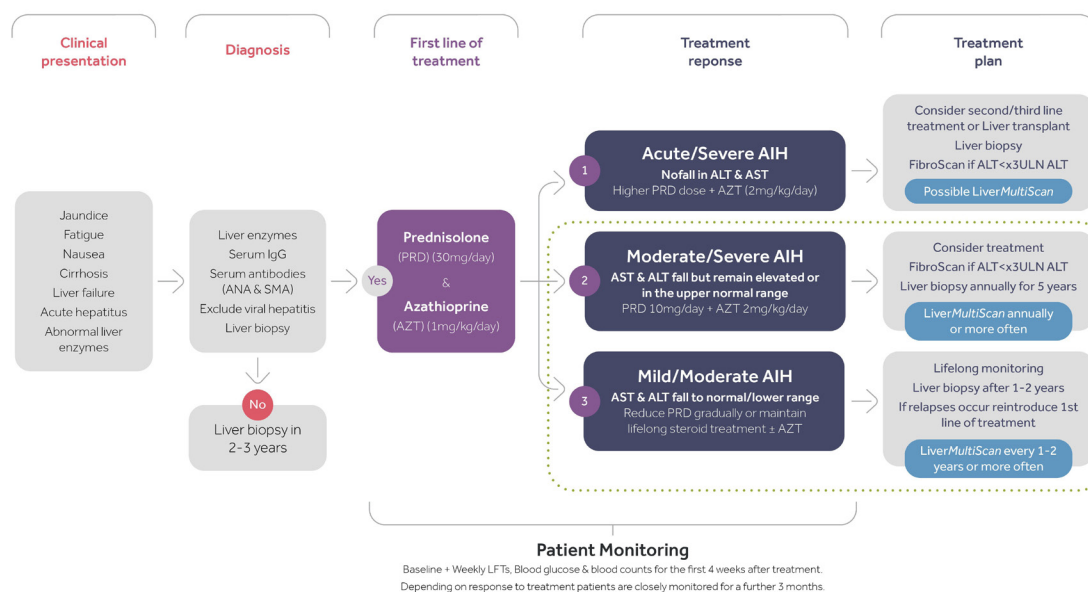 Clinical
presentation
Diagnosis
First line of
treatment
Treatment
reponse
Treatment
plan
Jaundice
Fatigue
Nausea
Cirrhosis
Liver failure
Acute hepatitus
Abnormal liver
enzymes
Liver enzymes
Serum IgG
Serum antibodies
(ANA & SMA)
Exclude viral hepatitis
Liver biopsy
No
Liver biopsy in
2-3 years
Yes
Prednisolone
(PRD) (30mg/day)
&
Azathioprine
(AZT) (1mg/kg/day)
1
Acute/Severe AIH
Nofall in ALT & AST
Higher PRD dose + AZT (2mg/kg/day)
2
Moderate/Severe AIH
AST & ALT fall but remain elevated or
in the upper normal range
PRD 10mg/day + AZT 2mg/kg/day
3
Mild/Moderate AIH
AST & ALT fall to normal/lower range
Reduce PRD gradually or maintain
lifelong steroid treatment ± AZT
Consider second/third line
treatment or Liver transplant
Liver biopsy
FibroScan if ALT<x3ULN ALT
Possible LiverMultiScan
Consider treatment
FibroScan if ALT<x3ULN ALT
Liver biopsy annually for 5 years
LiverMultiScan annually
or more often
Lifelong monitoring
Liver biopsy after 1-2 years
If relapses occur reintroduce 1st
line of treatment
LiverMultiScan every 1-2
years or more often
Patient Monitoring
Baseline + Weekly LFTs, Blood glucose & blood counts for the first 4 weeks after treatment.
Depending on response to treatment patients are closely monitored for a further 3 months.